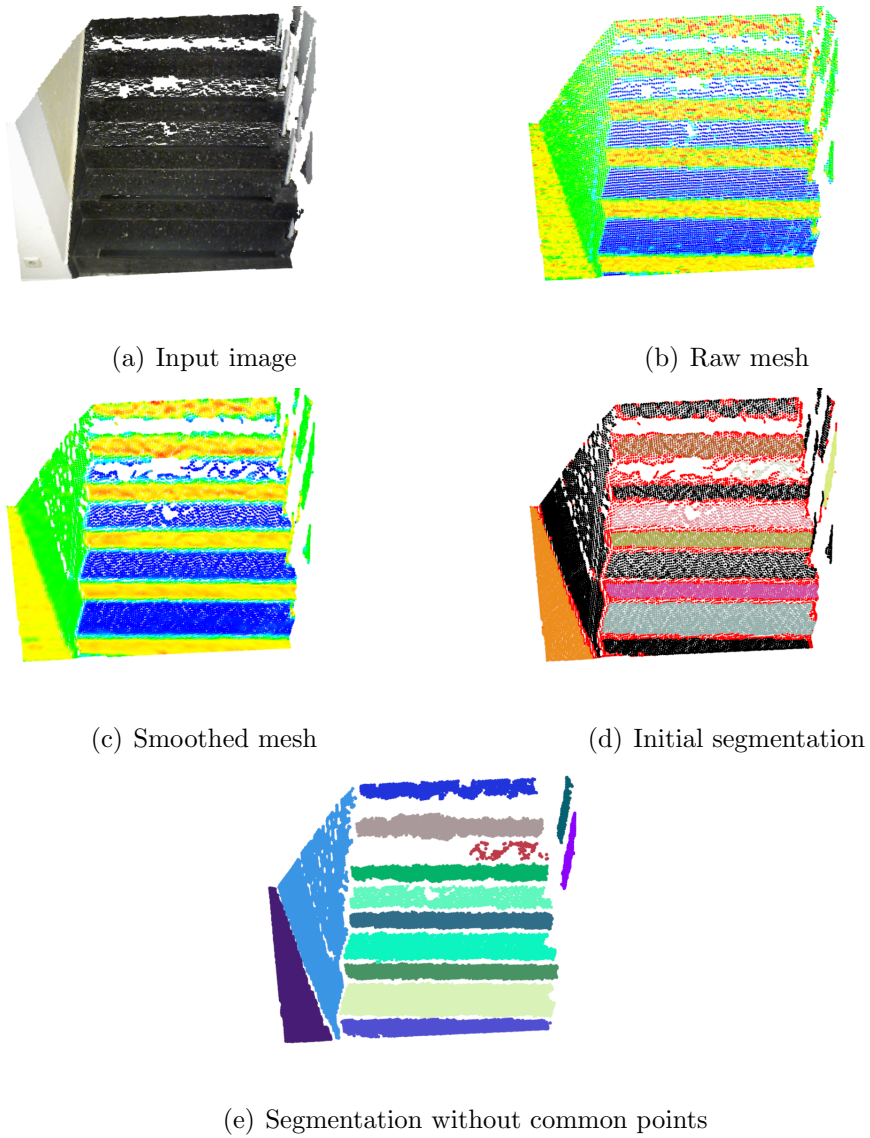 (a) Input image
(b) Raw mesh
(c) Smoothed mesh
(d) Initial segmentation
(e) Segmentation without common points